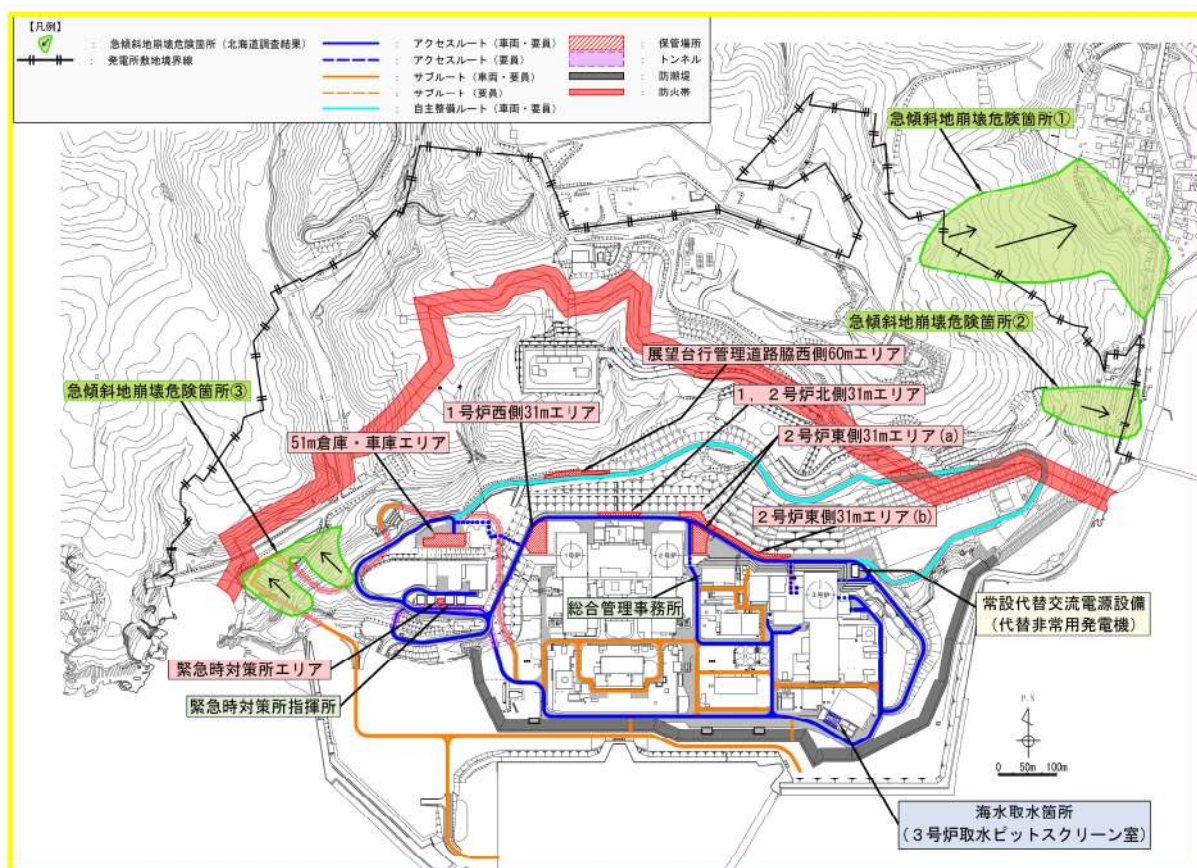 【凡例】
： 急傾斜地崩壊危険箇所（北海道調査結果）
： 発電所敷地境界線
： アクセスルート（車両・要員）
： アクセスルート（要員）
： サブルート（車両・要員）
： サブルート（要員）
： 自主整備ルート（車両・要員）
： 保管場所
： トンネル
： 防潮堤
： 防火帯
急傾斜地崩壊危険箇所①
急傾斜地崩壊危険箇所②
展望台行管理道路脇西側60mエリア
急傾斜地崩壊危険箇所③
1，2号炉北側31mエリア
1号炉西側31mエリア
51m倉庫・車庫エリア
2号炉東側31mエリア(a)
2号炉東側31mエリア(b)
1号炉
2号炉
3号炉
総合管理事務所
常設代替交流電源設備
（代替非常用発電機）
緊急時対策所エリア
緊急時対策所指揮所
P.N
0 50m 100m
海水取水箇所
（３号炉取水ピットスクリーン室）